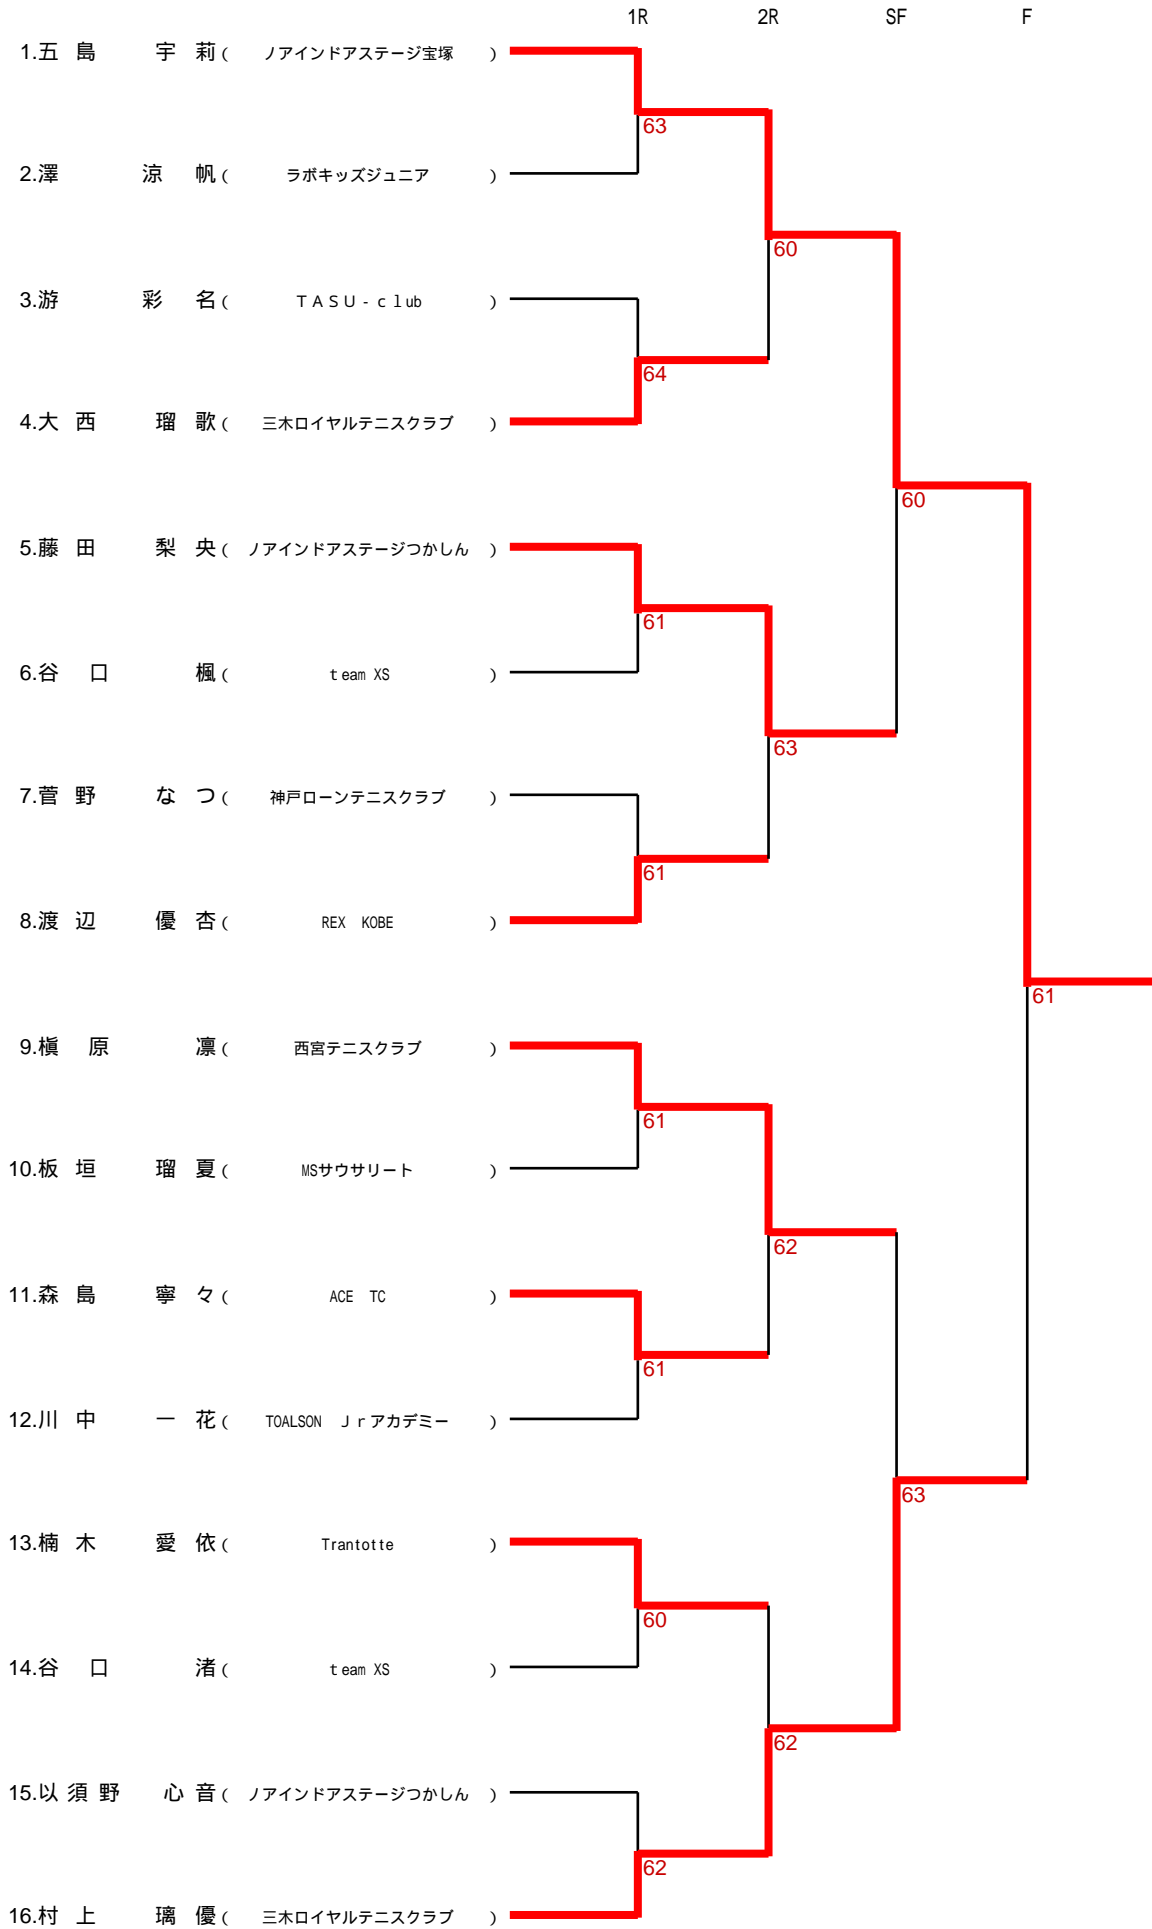 1R 2R SF F
1.五 島 宇 莉( ノアインドアステージ宝塚 )
63
2.澤 涼 帆( ラボキッズジュニア )
60
3.游 彩 名( TASU-club )
64
4.大 西 瑠 歌( 三木ロイヤルテニスクラブ )
60
5.藤 田 梨 央( ノアインドアステージつかしん )
61
6.谷 口 楓( team XS )
63
7.菅 野 な つ( 神戸ローンテニスクラブ )
61
8.渡 辺 優 杏( REX KOBE )
61
9.槇 原 凛( 西宮テニスクラブ )
61
10.板 垣 瑠 夏( MSサウサリート )
62
11.森 島 寧 々( ACE TC )
61
12.川 中 一 花( TOALSON Jrアカデミー )
63
13.楠 木 愛 依( Trantotte )
60
14.谷 口 渚( team XS )
62
15.以 須 野 心 音( ノアインドアステージつかしん )
62
16.村 上 璃 優( 三木ロイヤルテニスクラブ )